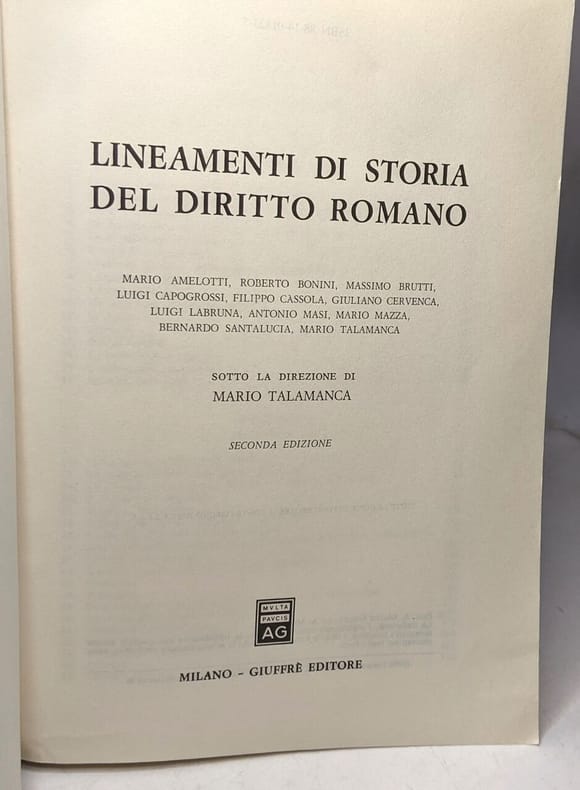 LINEAMENTI DI STORIA
DEL DIRITTO ROMANO
MARIO AMELOTTI, ROBERTO BONINI, MASSIMO BRUTTI,
LUIGI CAPOGROSSI, FILIPPO CÀSSOLA, GIULIANO CERVENCA,
LUIGI LABRUNA, ANTONIO MASI, MARIO MAZZA,
BERNARDO SANTALUCIA, MARIO TALAMANCA
SOTTO LA DIREZIONE DI
MARIO TALAMANCA
SECONDA EDIZIONE
MVLTA
PAVCIS
AG
MILANO - GIUFFRÈ EDITORE